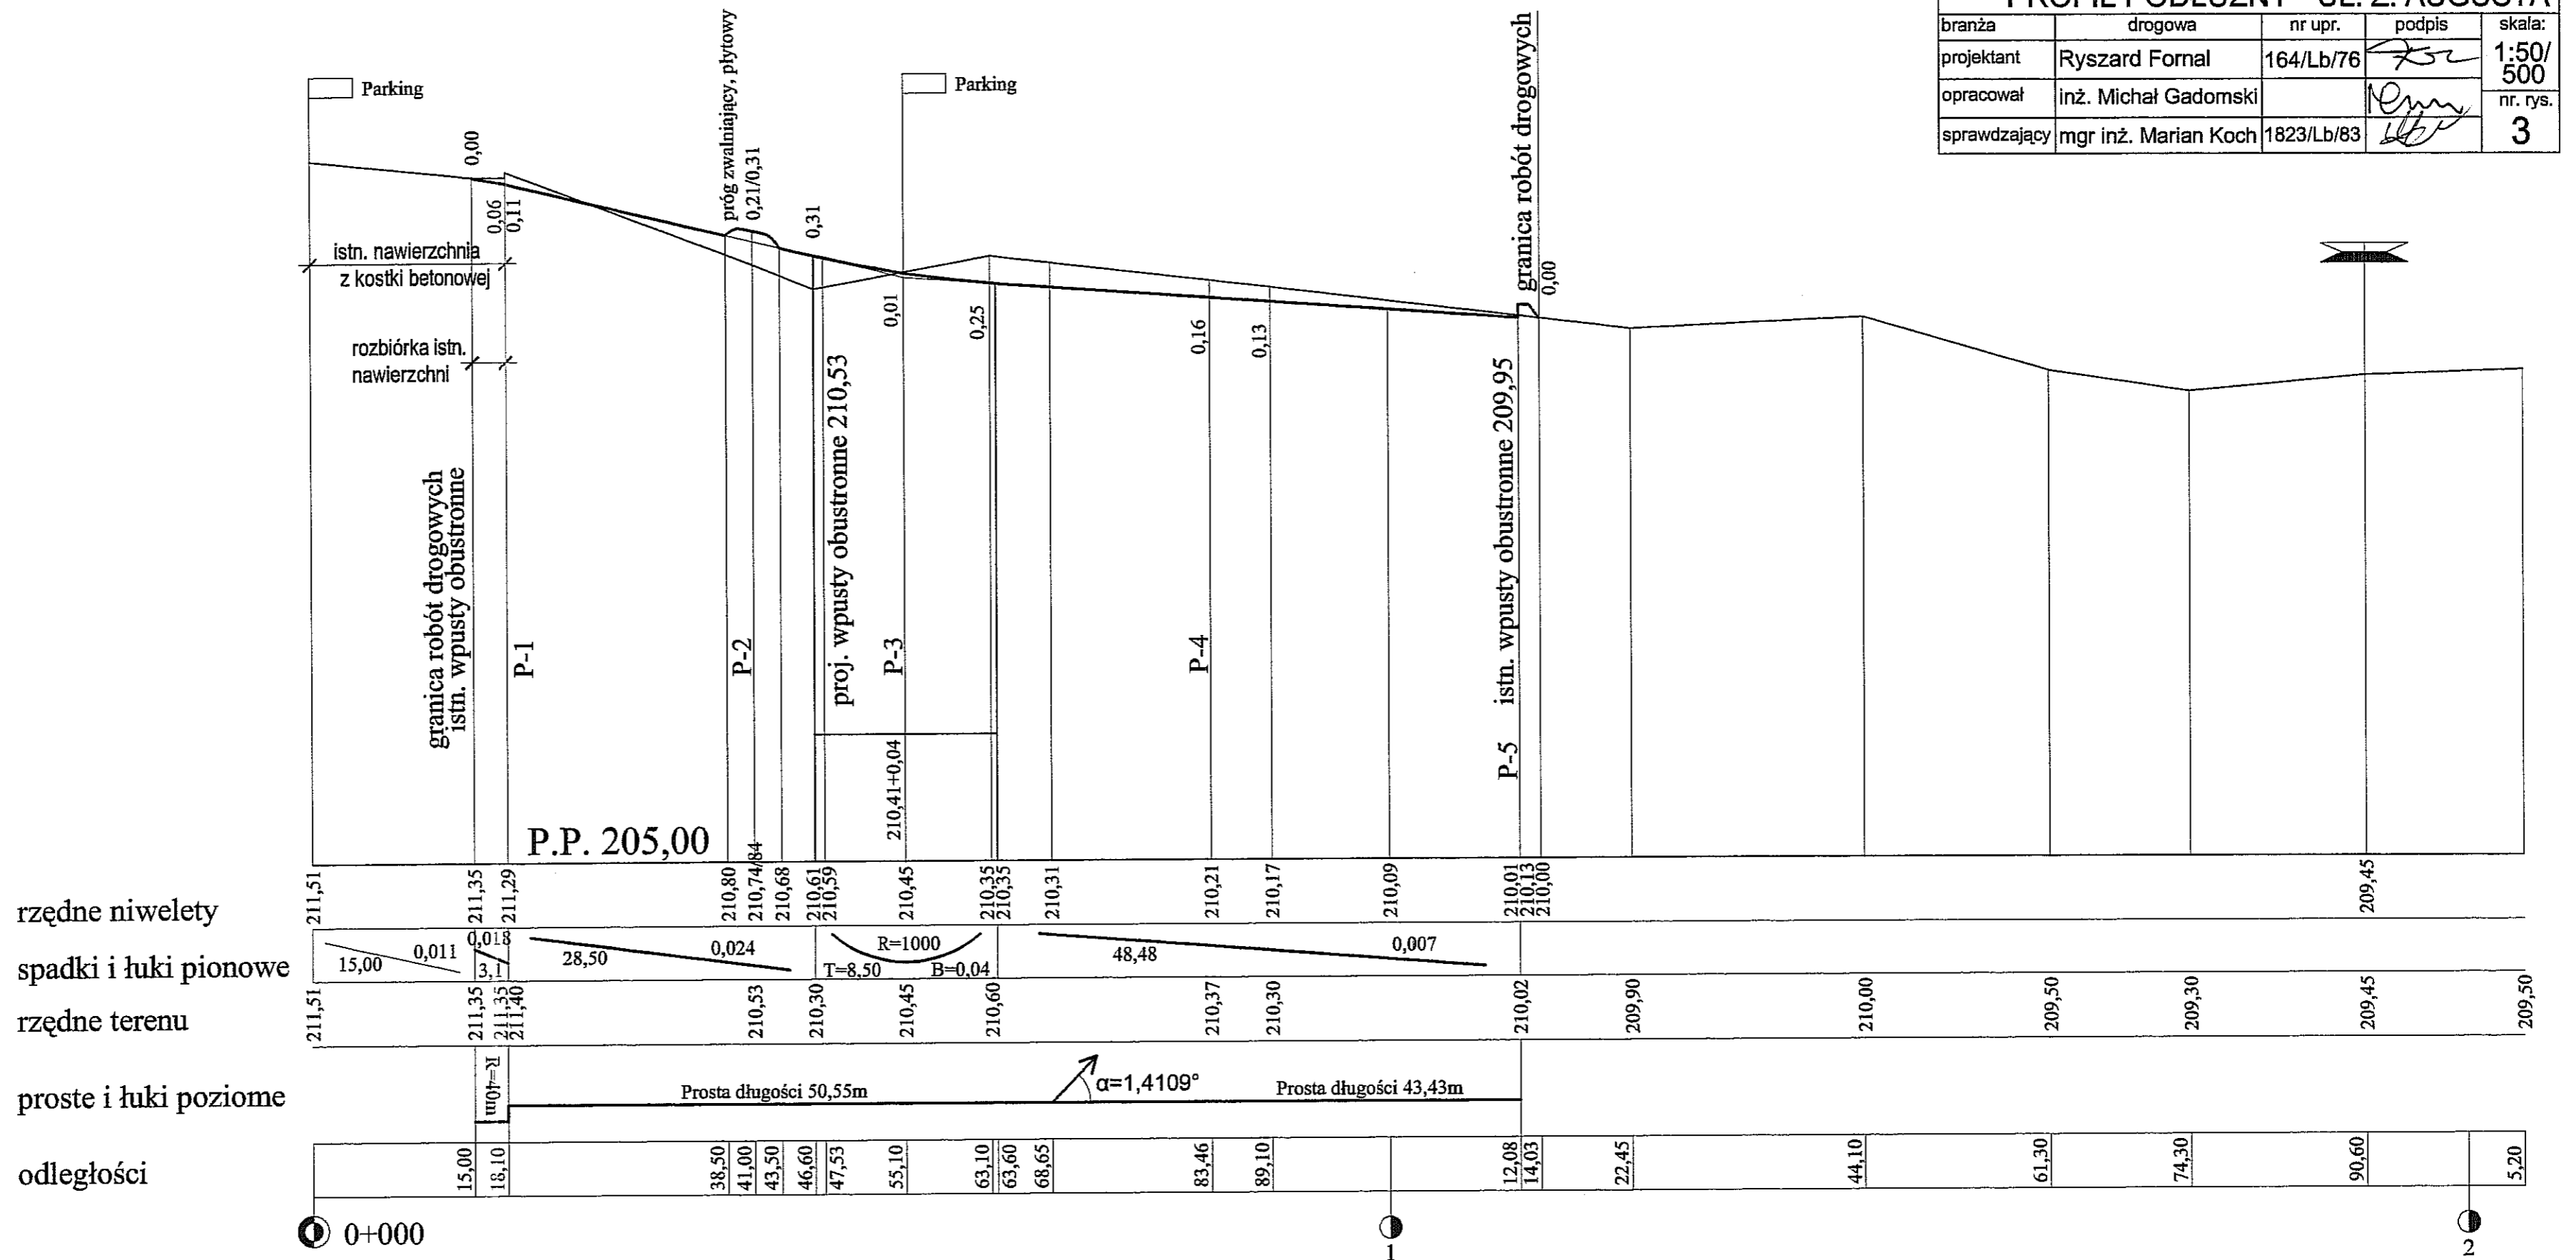 PROFIL PODŁUŻNY - UL. Z. AUGUSTA
branża drogowa nr upr. podpis skala:
projektant Ryszard Fornal 164/Lb/76 1:50/
500
opracował inż. Michał Gadomski nr. rys.
sprawdzający mgr inż. Marian Koch 1823/Lb/83 3
Parking
Parking
próg zwalniający, płytowy
0,21/0,31
granica robót drogowych
0,00
0,00
0,06
0,11
0,31
0,01
0,25
0,16
0,13
istn. nawierzchnia
z kostki betonowej
rozbiórka istn.
nawierzchni
granica robót drogowych
istn. wpusty obustronne
P-1
P-2
proj. wpusty obustronne 210,53
P-3
210,41+0,04
P-4
P-5 istn. wpusty obustronne 209,95
P.P. 205,00
rzędne niwelety 211,51 211,35 211,29 210,80 210,74/84 210,68 210,61 210,59 210,45 210,35 210,35 210,31 210,21 210,17 210,09 210,01 210,13 210,00 209,45
spadki i łuki pionowe 15,00 0,011 0,018 3,1 28,50 0,024 R=1000 T=8,50 B=0,04 48,48 0,007
rzędne terenu 211,51 211,35 211,35 211,40 210,53 210,30 210,45 210,60 210,37 210,30 210,02 209,90 210,00 209,50 209,30 209,45 209,50
proste i łuki poziome R=40m Prosta długości 50,55m α=1,4109° Prosta długości 43,43m
odległości 15,00 18,10 38,50 41,00 43,50 46,60 47,53 55,10 63,10 63,60 68,65 83,46 89,10 12,08 14,03 22,45 44,10 61,30 74,30 90,60 5,20
0+000 1 2